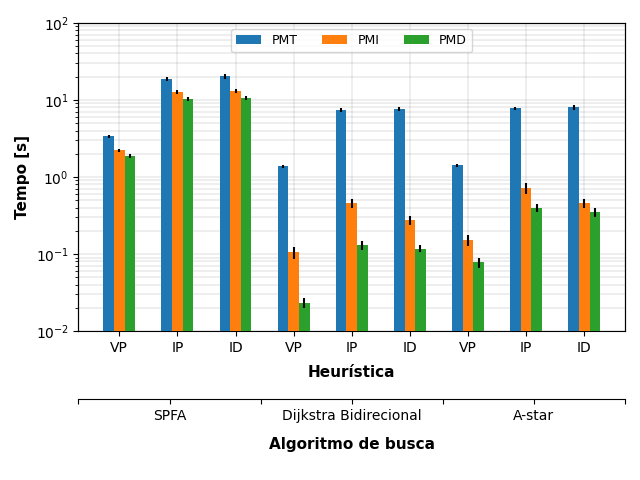 PMT PMI PMD
Tempo [s]
10²
10¹
10⁰
10⁻¹
10⁻²
VP IP ID VP IP ID VP IP ID
Heurística
SPFA Dijkstra Bidirecional A-star
Algoritmo de busca